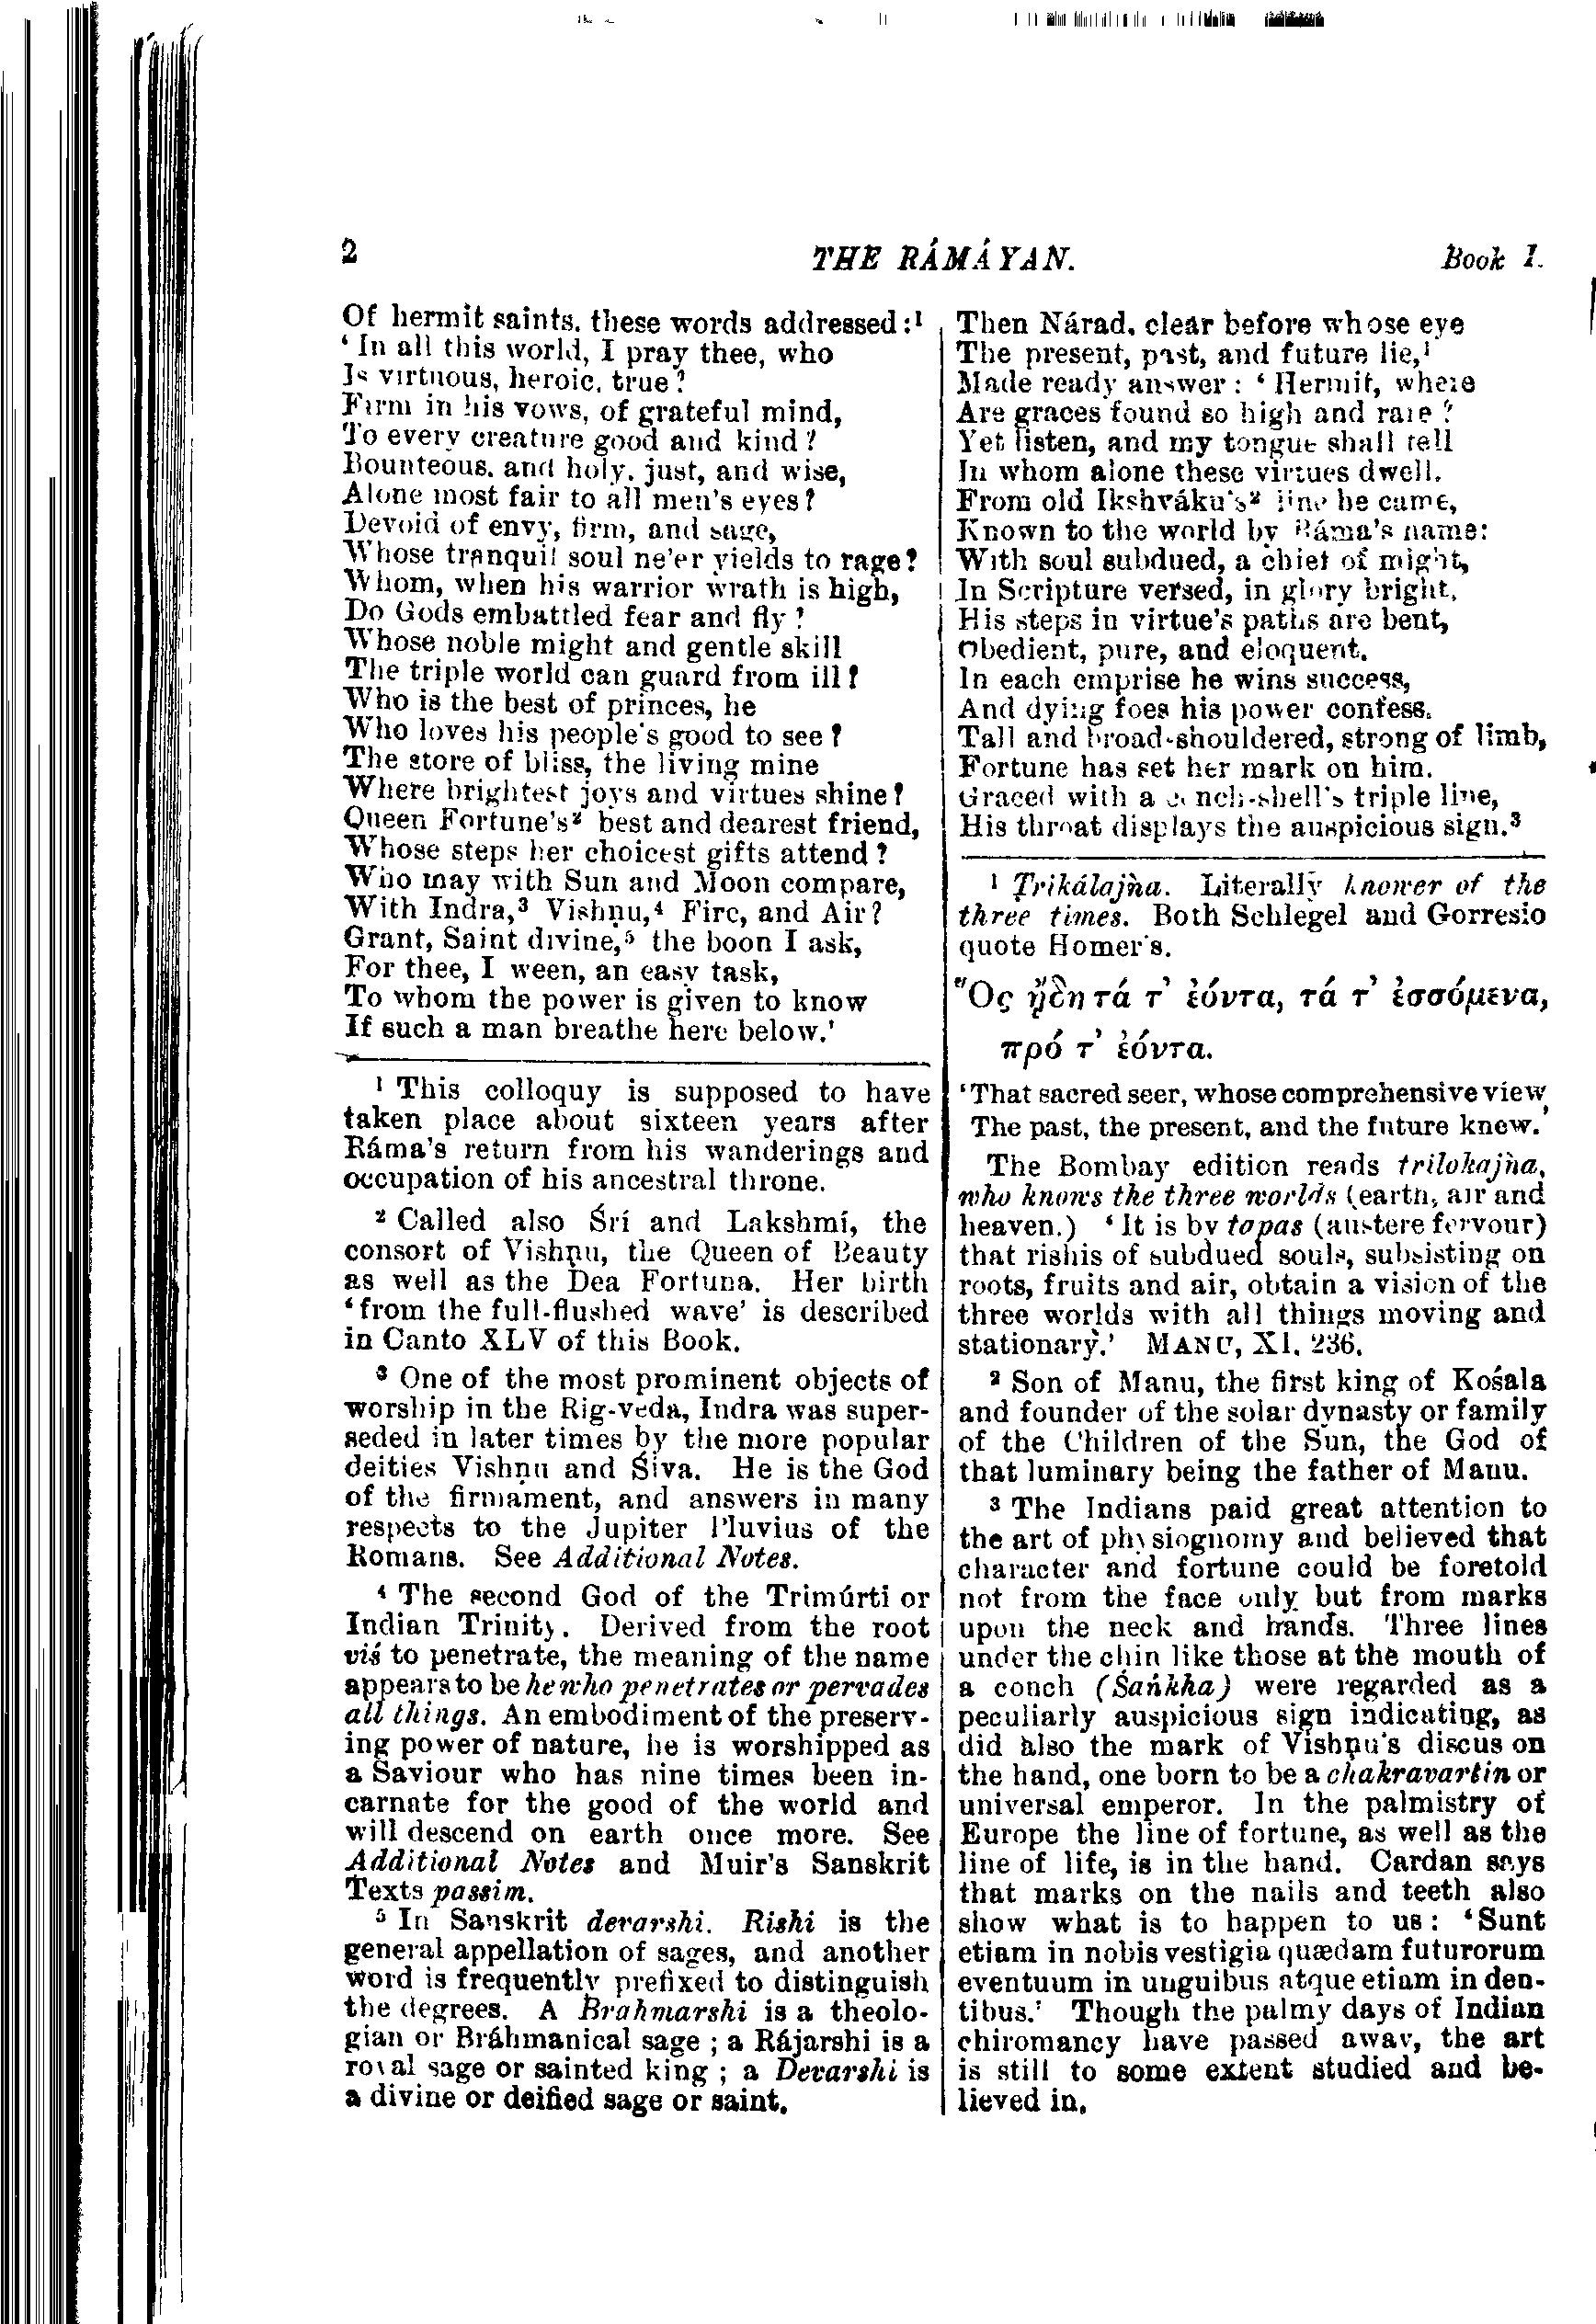 2 THE RÁMÁYAN. Book I.
Of hermit saints, these words addressed:¹
‘In all this world, I pray thee, who
Is virtuous, heroic, true?
Firm in his vows, of grateful mind,
To every creature good and kind?
Bounteous, and holy, just, and wise,
Alone most fair to all men's eyes?
Devoid of envy, firm, and sage,
Whose tranquil soul ne'er yields to rage?
Whom, when his warrior wrath is high,
Do Gods embattled fear and fly?
Whose noble might and gentle skill
The triple world can guard from ill?
Who is the best of princes, he
Who loves his people's good to see?
The store of bliss, the living mine
Where brightest joys and virtues shine?
Queen Fortune's² best and dearest friend,
Whose steps her choicest gifts attend?
Who may with Sun and Moon compare,
With Indra,³ Vishṇu,⁴ Fire, and Air?
Grant, Saint divine,⁵ the boon I ask,
For thee, I ween, an easy task,
To whom the power is given to know
If such a man breathe here below.’
¹ This colloquy is supposed to have
taken place about sixteen years after
Ráma's return from his wanderings and
occupation of his ancestral throne.
² Called also Śrí and Lakshmí, the
consort of Vishṇu, the Queen of Beauty
as well as the Dea Fortuna. Her birth
‘from the full-flushed wave’ is described
in Canto XLV of this Book.
³ One of the most prominent objects of
worship in the Rig-veda, Indra was super-
seded in later times by the more popular
deities Vishṇu and Śiva. He is the God
of the firmament, and answers in many
respects to the Jupiter Pluvius of the
Romans. See Additional Notes.
⁴ The second God of the Trimúrti or
Indian Trinity. Derived from the root
viś to penetrate, the meaning of the name
appears to be he who penetrates or pervades
all things. An embodiment of the preserv-
ing power of nature, he is worshipped as
a Saviour who has nine times been in-
carnate for the good of the world and
will descend on earth once more. See
Additional Notes and Muir's Sanskrit
Texts passim.
⁵ In Sanskrit devarshi. Rishi is the
general appellation of sages, and another
word is frequently prefixed to distinguish
the degrees. A Brahmarshi is a theolo-
gian or Bráhmanical sage; a Rájarshi is a
royal sage or sainted king; a Devarshi is
a divine or deified sage or saint.
Then Nárad, clear before whose eye
The present, past, and future lie,¹
Made ready answer: ‘Hermit, where
Are graces found so high and rare?
Yet listen, and my tongue shall tell
In whom alone these virtues dwell.
From old Ikshváku's² line he came,
Known to the world by Ráma's name:
With soul subdued, a chief of might,
In Scripture versed, in glory bright,
His steps in virtue's paths are bent,
Obedient, pure, and eloquent.
In each emprise he wins success,
And dying foes his power confess.
Tall and broad-shouldered, strong of limb,
Fortune has set her mark on him.
Graced with a conch-shell's triple line,
His throat displays the auspicious sign.³
¹ Ṭrikálajṅa. Literally knower of the
three times. Both Schlegel and Gorresio
quote Homer's.
Ὅς ᾔδη τά τ’ ἐόντα, τά τ’ ἐσσόμενα,
πρό τ’ ἐόντα.
‘That sacred seer, whose comprehensive view
The past, the present, and the future knew.’
The Bombay edition reads trilokajṅa,
who knows the three worlds (earth, air and
heaven.) ‘It is by tapas (austere fervour)
that rishis of subdued souls, subsisting on
roots, fruits and air, obtain a vision of the
three worlds with all things moving and
stationary.’ MANU, XI. 236.
² Son of Manu, the first king of Kośala
and founder of the solar dynasty or family
of the Children of the Sun, the God of
that luminary being the father of Manu.
³ The Indians paid great attention to
the art of physiognomy and believed that
character and fortune could be foretold
not from the face only but from marks
upon the neck and hands. Three lines
under the chin like those at the mouth of
a conch (Śaṅkha) were regarded as a
peculiarly auspicious sign indicating, as
did also the mark of Vishṇu's discus on
the hand, one born to be a chakravartin or
universal emperor. In the palmistry of
Europe the line of fortune, as well as the
line of life, is in the hand. Cardan says
that marks on the nails and teeth also
show what is to happen to us: ‘Sunt
etiam in nobis vestigia quædam futurorum
eventuum in unguibus atque etiam in den-
tibus.’ Though the palmy days of Indian
chiromancy have passed away, the art
is still to some extent studied and be-
lieved in.